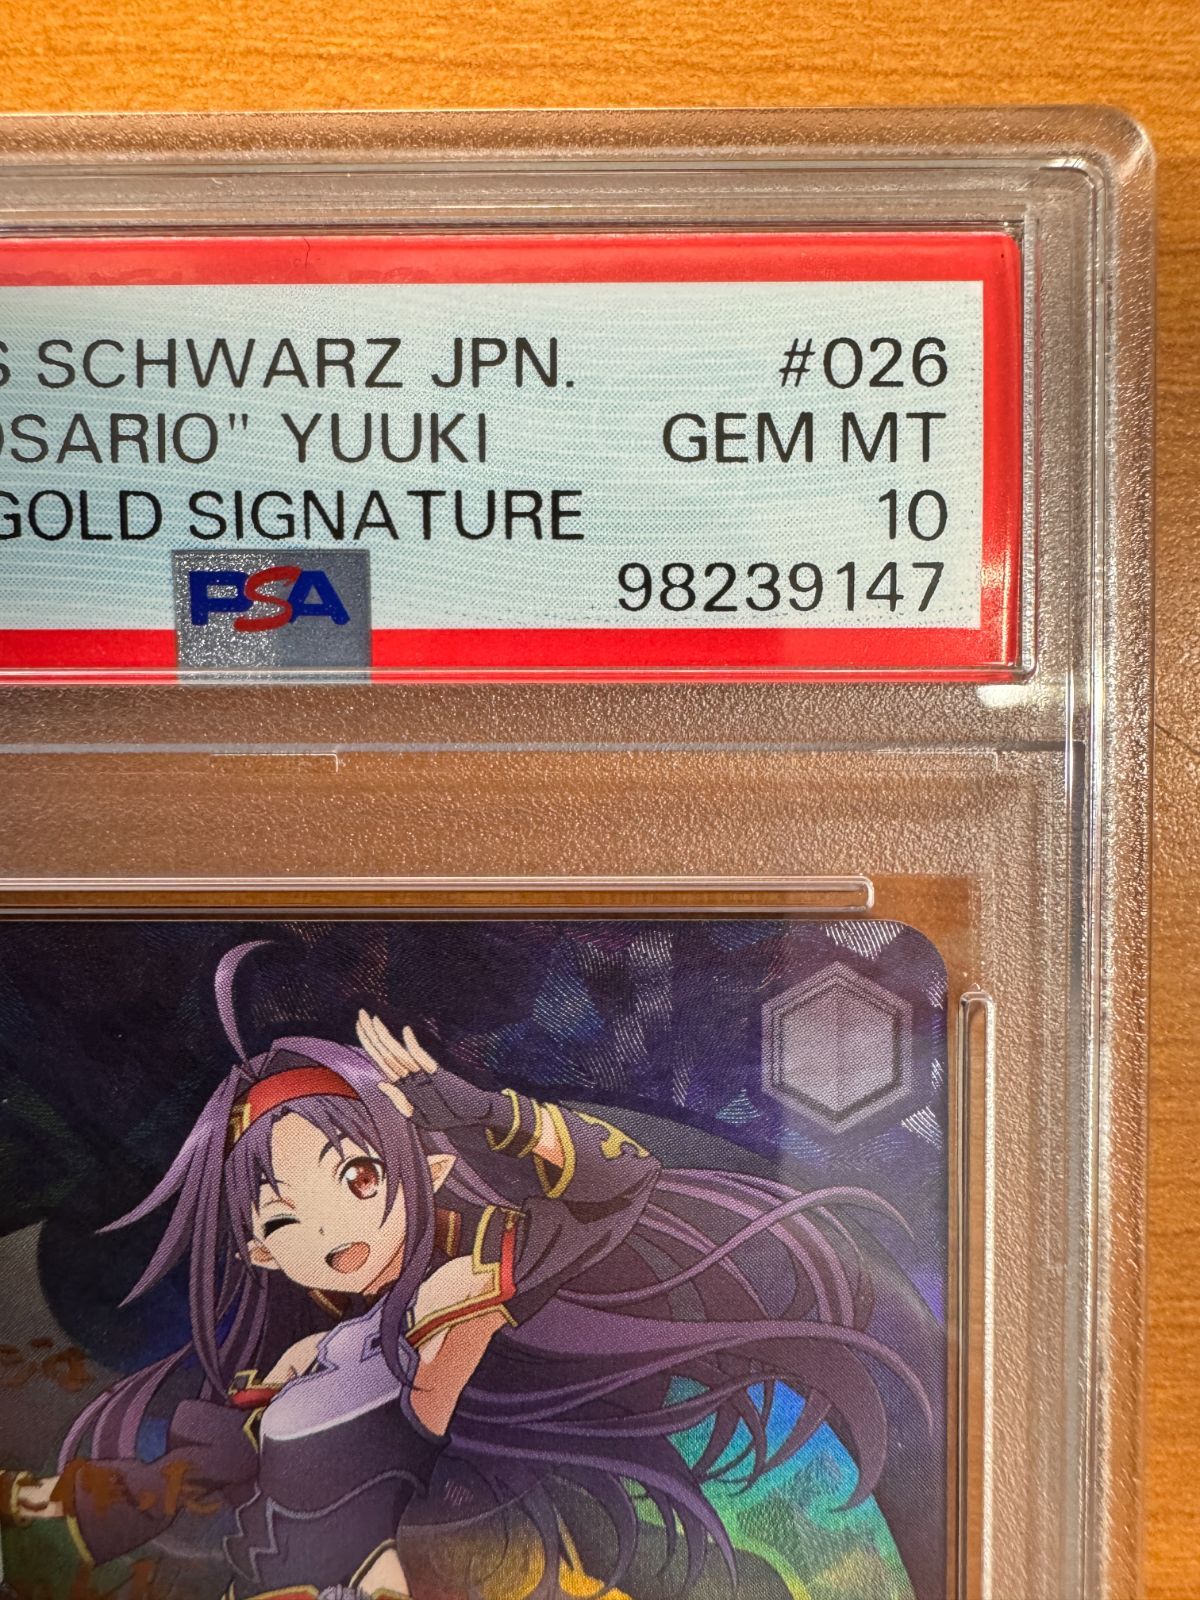 S SCHWARZ JPN. #026
OSARIO" YUUKI GEM MT
GOLD SIGNATURE 10
PSA 98239147